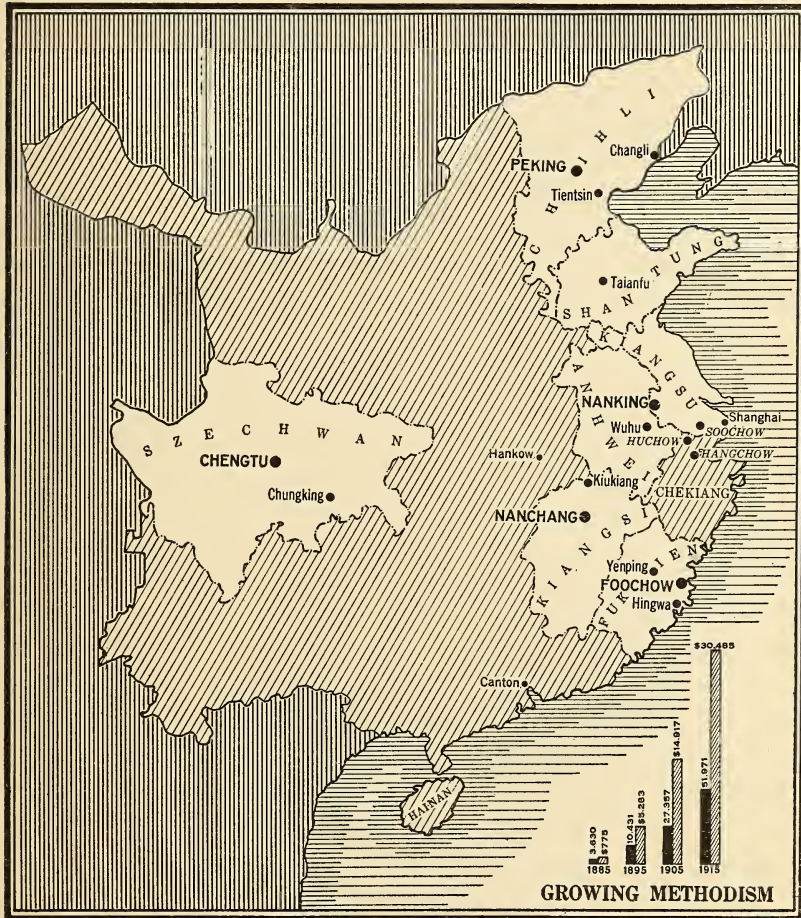 CHIHLI
Changli
PEKING
Tientsin
SHANTUNG
Taianfu
KIANGSU
ANHWEI
NANKING
Wuhu
Shanghai
SOOCHOW
HUCHOW
HANGCHOW
SZECHWAN
CHENGTU
Chungking
Hankow
Kiukiang
CHEKIANG
NANCHANG
KIANGSI
Yenping
FUKIEN
FOOCHOW
Hingwa
Canton
HAINAN
3,630
$775
1885
10,431
$5,283
1895
27,357
$14,917
1905
51,971
$30,485
1915
GROWING METHODISM